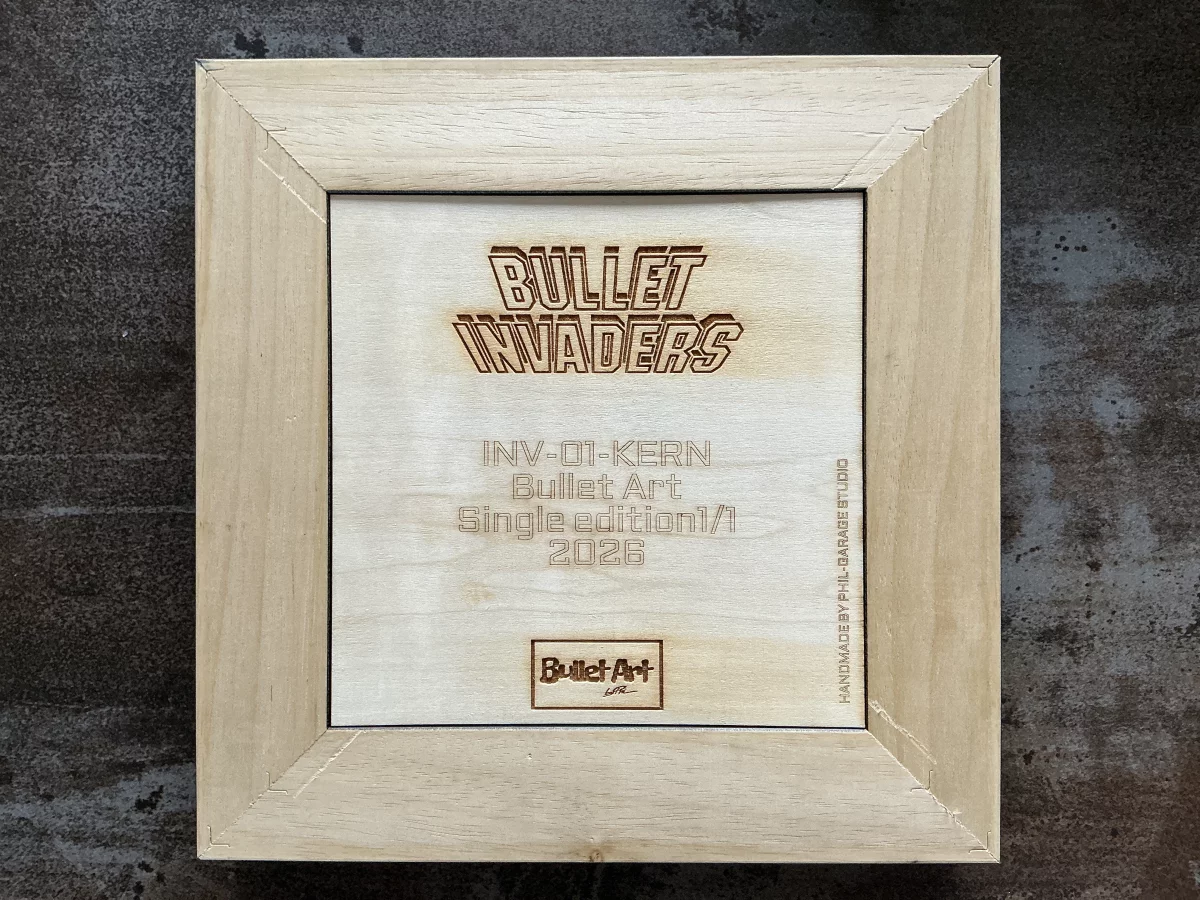 BULLET
INVADERS
INV-01-KERN
Bullet Art
Single edition1/1
2026
HANDMADE BY PHIL-GARAGE STUDIO
Bullet Art